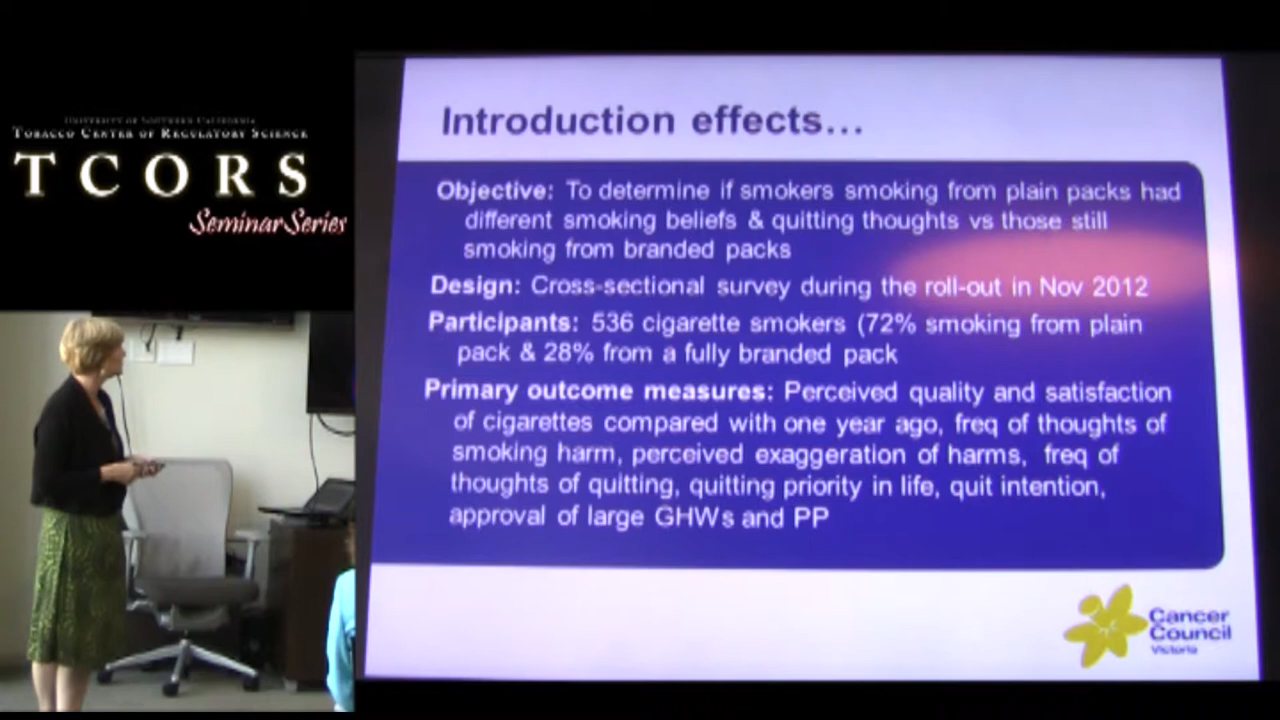 UNIVERSITY OF SOUTHERN CALIFORNIA
TOBACCO CENTER OF REGULATORY SCIENCE
TCORS
Seminar Series
Introduction effects…
Objective: To determine if smokers smoking from plain packs had
different smoking beliefs & quitting thoughts vs those still
smoking from branded packs
Design: Cross-sectional survey during the roll-out in Nov 2012
Participants: 536 cigarette smokers (72% smoking from plain
pack & 28% from a fully branded pack
Primary outcome measures: Perceived quality and satisfaction
of cigarettes compared with one year ago, freq of thoughts of
smoking harm, perceived exaggeration of harms, freq of
thoughts of quitting, quitting priority in life, quit intention,
approval of large GHWs and PP
Cancer
Council
Victoria